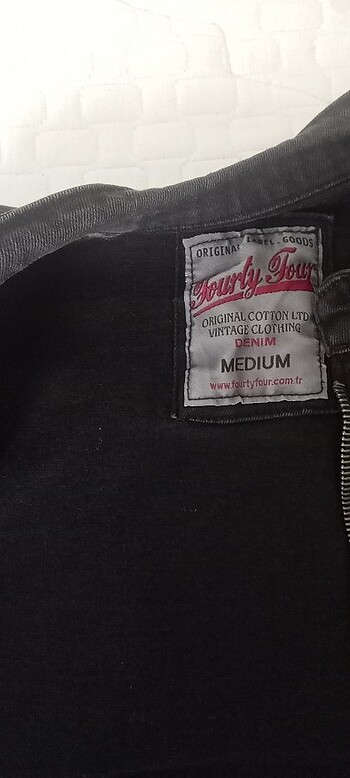 ORIGINAL LABEL-GOODS
Fourty Four
ORIGINAL COTTON LTD
VINTAGE CLOTHING
DENIM
MEDIUM
www.fourtyfour.com.tr